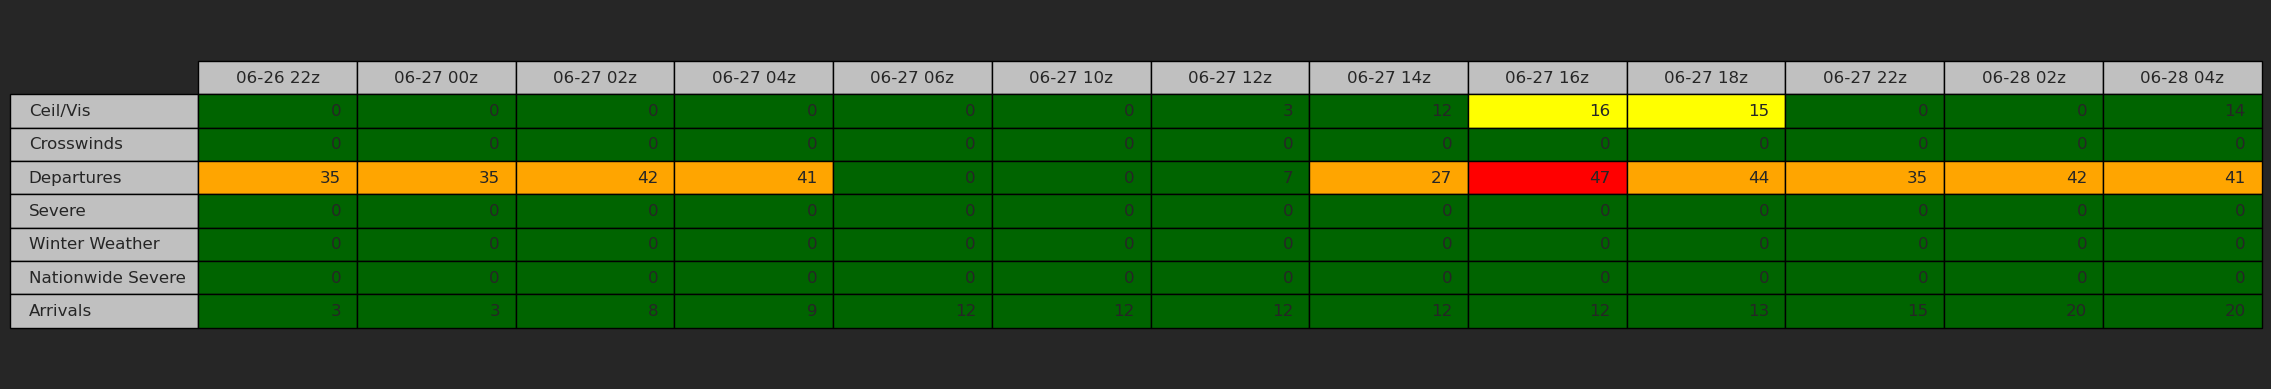 06-26 22z 06-27 00z 06-27 02z 06-27 04z 06-27 06z 06-27 10z 06-27 12z 06-27 14z 06-27 16z 06-27 18z 06-27 22z 06-28 02z 06-28 04z
Ceil/Vis 0 0 0 0 0 0 3 12 16 15 0 0 14
Crosswinds 0 0 0 0 0 0 0 0 0 0 0 0 0
Departures 35 35 42 41 0 0 7 27 47 44 35 42 41
Severe 0 0 0 0 0 0 0 0 0 0 0 0 0
Winter Weather 0 0 0 0 0 0 0 0 0 0 0 0 0
Nationwide Severe 0 0 0 0 0 0 0 0 0 0 0 0 0
Arrivals 3 3 8 9 12 12 12 12 12 13 15 20 20